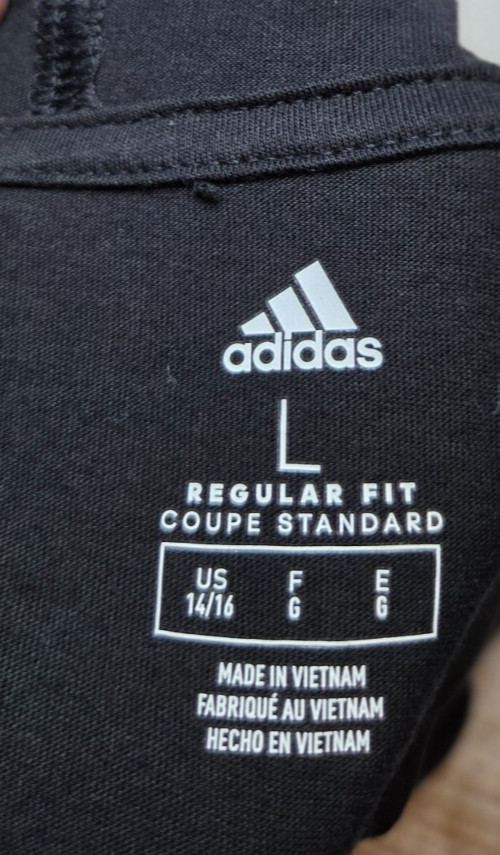 adidas
L
REGULAR FIT
COUPE STANDARD
US F E
14/16 G G
MADE IN VIETNAM
FABRIQUÉ AU VIETNAM
HECHO EN VIETNAM